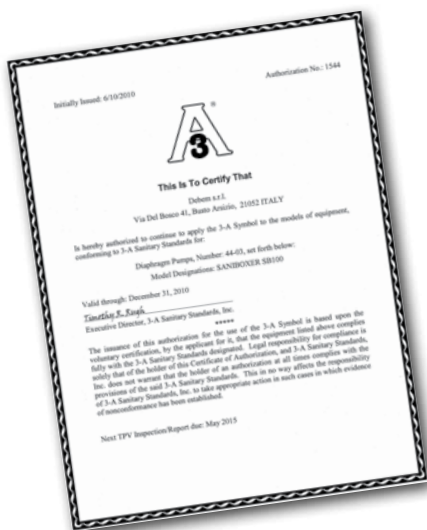 Initially Issued: 6/10/2010
Authorization No.: 1544
A
3
®
This Is To Certify That
Debem s.r.l.
Via Del Bosco 41, Busto Arsizio, 21052 ITALY
Is hereby authorized to continue to apply the 3-A Symbol to the models of equipment,
conforming to 3-A Sanitary Standards for:
Diaphragm Pumps, Number: 44-03, set forth below:
Model Designations: SANIBOXER SB100
Valid through: December 31, 2010
Timothy R. Rugh
Executive Director, 3-A Sanitary Standards, Inc.
*****
The issuance of this authorization for the use of the 3-A Symbol is based upon the
voluntary certification, by the applicant for it, that the equipment listed above complies
fully with the 3-A Sanitary Standards designated. Legal responsibility for compliance is
solely that of the holder of this Certificate of Authorization, and 3-A Sanitary Standards,
Inc. does not warrant that the holder of an authorization at all times complies with the
provisions of the said 3-A Sanitary Standards. This in no way affects the responsibility
of 3-A Sanitary Standards, Inc. to take appropriate action in such cases in which evidence
of nonconformance has been established.
Next TPV Inspection/Report due: May 2015